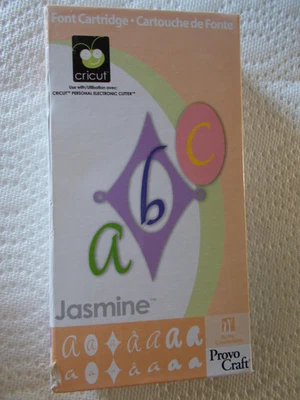 Font Cartridge • Cartouche de Fonte
cricut
Use with/Utilisation avec
CRICUT™ PERSONAL ELECTRONIC CUTTER™
a b c
Jasmine™
a a a a a a a
a a a a a
Provo
Craft®